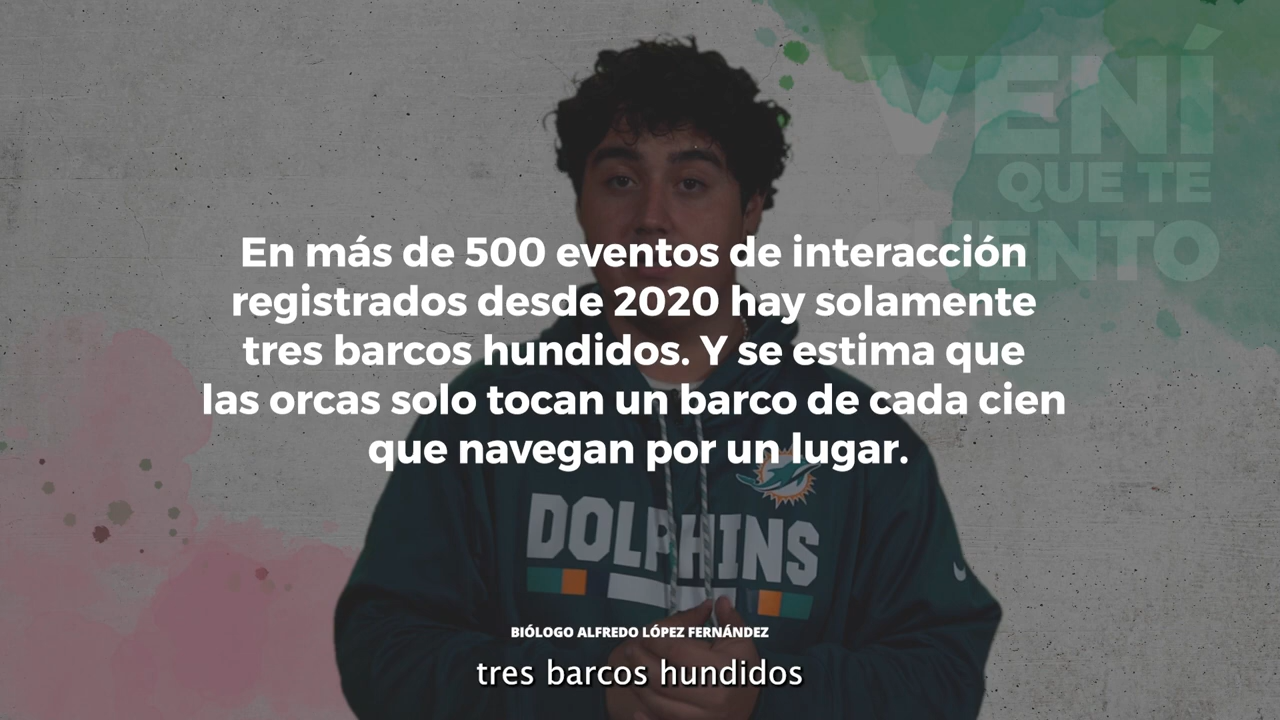 VENÍ
QUE TE
CUENTO
En más de 500 eventos de interacción
registrados desde 2020 hay solamente
tres barcos hundidos. Y se estima que
las orcas solo tocan un barco de cada cien
que navegan por un lugar.
DOLPHINS
BIÓLOGO ALFREDO LÓPEZ FERNÁNDEZ
tres barcos hundidos